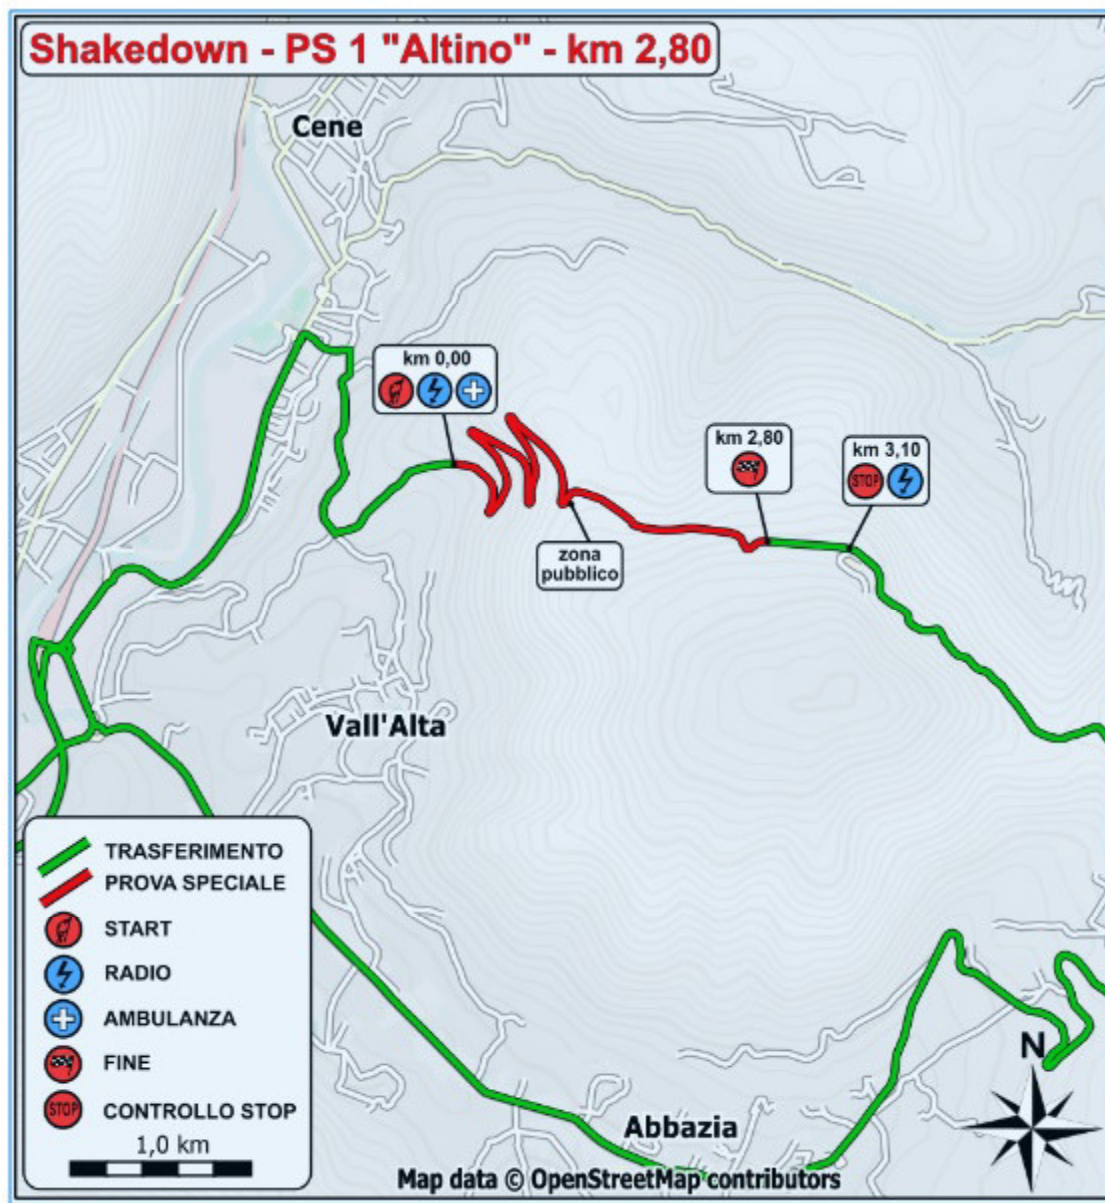 Shakedown - PS 1 "Altino" - km 2,80
Cene
km 0,00
km 2,80
km 3,10
STOP
zona
pubblico
Vall'Alta
TRASFERIMENTO
PROVA SPECIALE
START
RADIO
AMBULANZA
FINE
STOP
CONTROLLO STOP
1,0 km
N
Abbazia
Map data © OpenStreetMap contributors